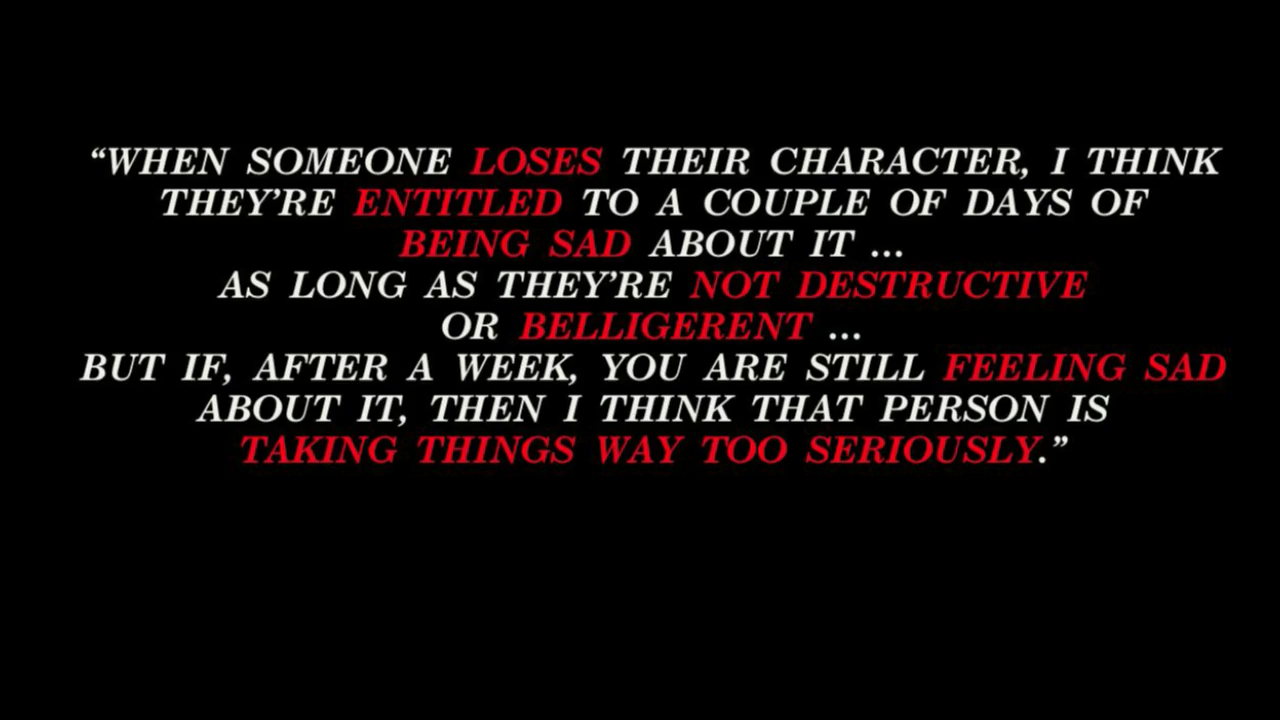 “WHEN SOMEONE LOSES THEIR CHARACTER, I THINK
THEY’RE ENTITLED TO A COUPLE OF DAYS OF
BEING SAD ABOUT IT ...
AS LONG AS THEY’RE NOT DESTRUCTIVE
OR BELLIGERENT ...
BUT IF, AFTER A WEEK, YOU ARE STILL FEELING SAD
ABOUT IT, THEN I THINK THAT PERSON IS
TAKING THINGS WAY TOO SERIOUSLY.”